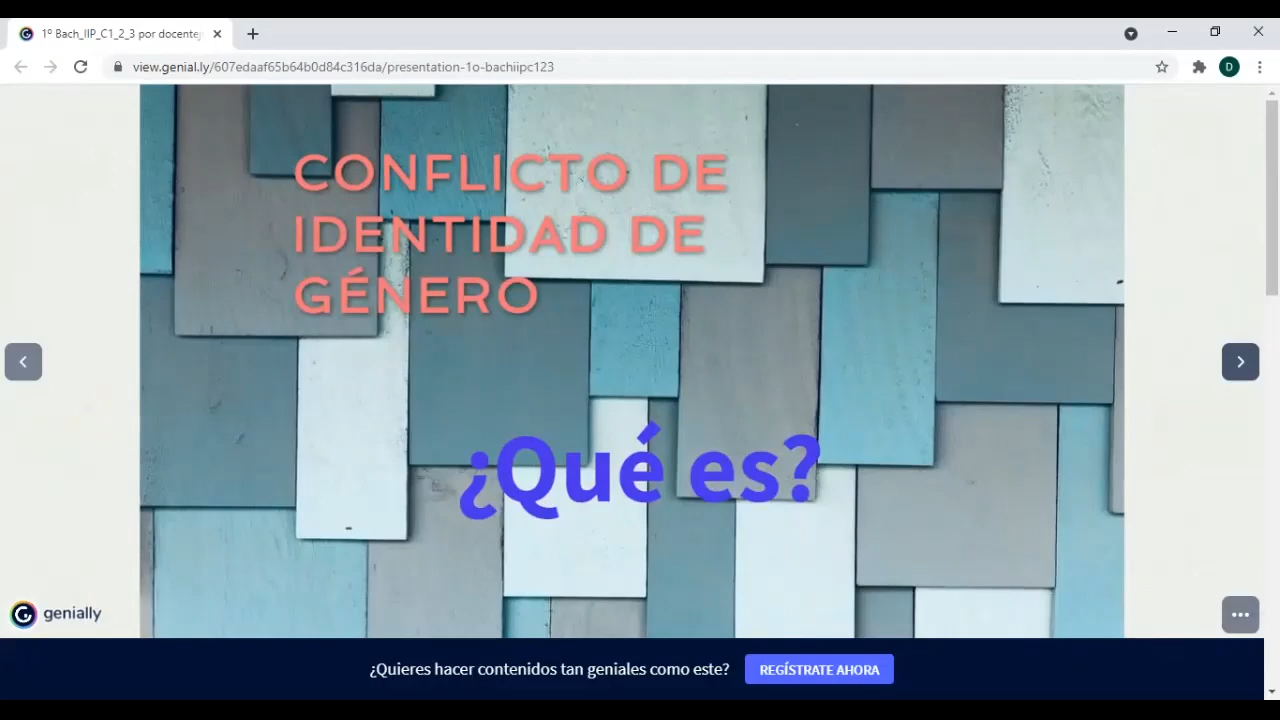 1º Bach_IIP_C1_2_3 por docentej
view.genial.ly/607edaaf65b64b0d84c316da/presentation-1o-bachiipc123
D
CONFLICTO DE
IDENTIDAD DE
GÉNERO
¿Qué es?
genially
¿Quieres hacer contenidos tan geniales como este?
REGÍSTRATE AHORA